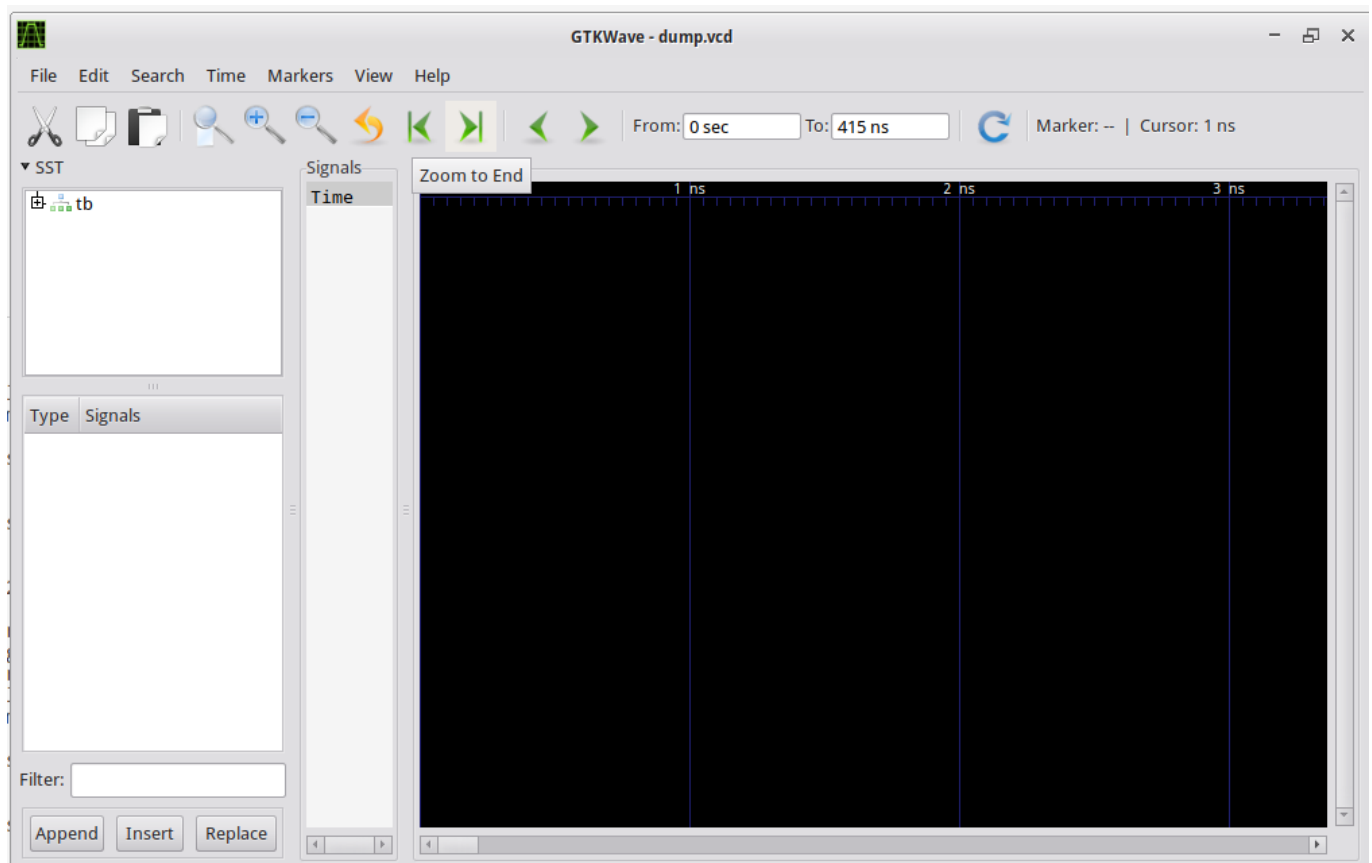 GTKWave - dump.vcd
File Edit Search Time Markers View Help
From: 0 sec To: 415 ns Marker: -- | Cursor: 1 ns
SST
Signals
Zoom to End
tb
Time
1 ns 2 ns 3 ns
Type Signals
Filter:
Append Insert Replace